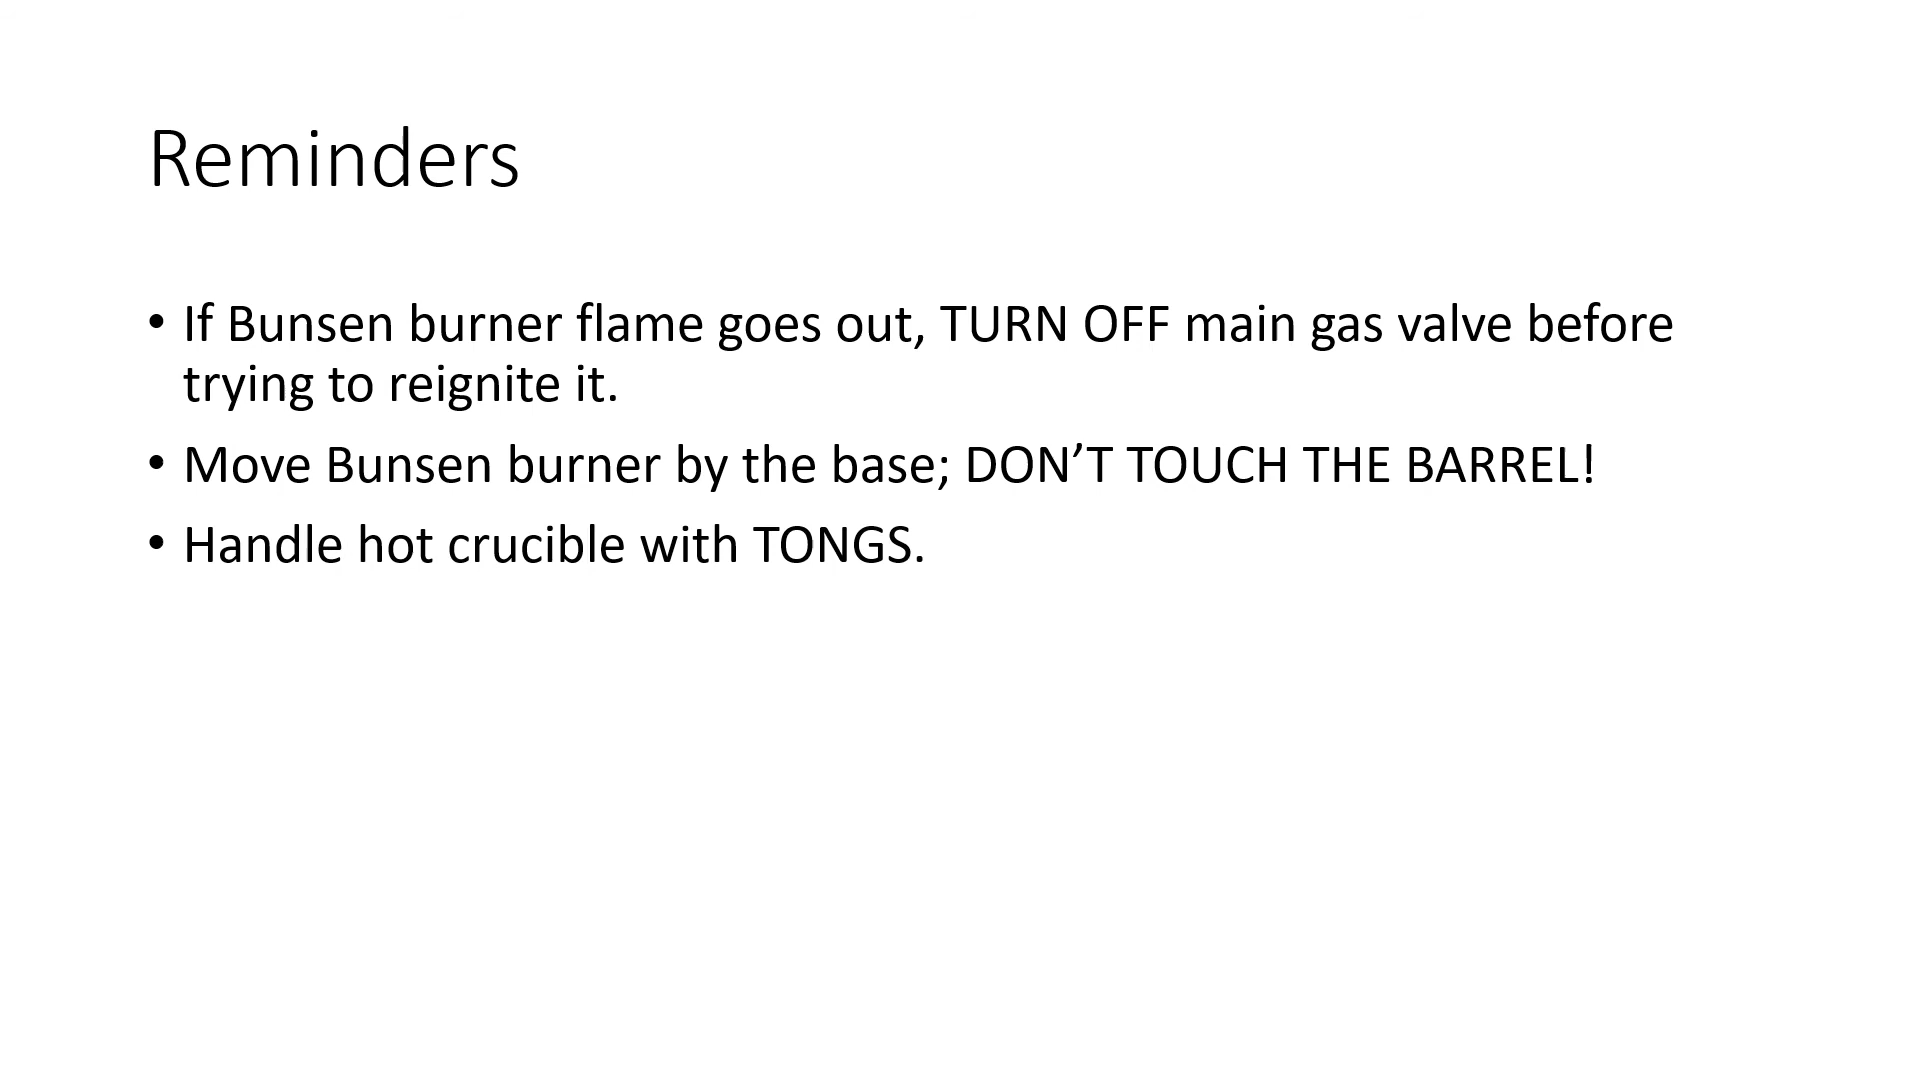 Reminders
• If Bunsen burner flame goes out, TURN OFF main gas valve before
trying to reignite it.
• Move Bunsen burner by the base; DON’T TOUCH THE BARREL!
• Handle hot crucible with TONGS.